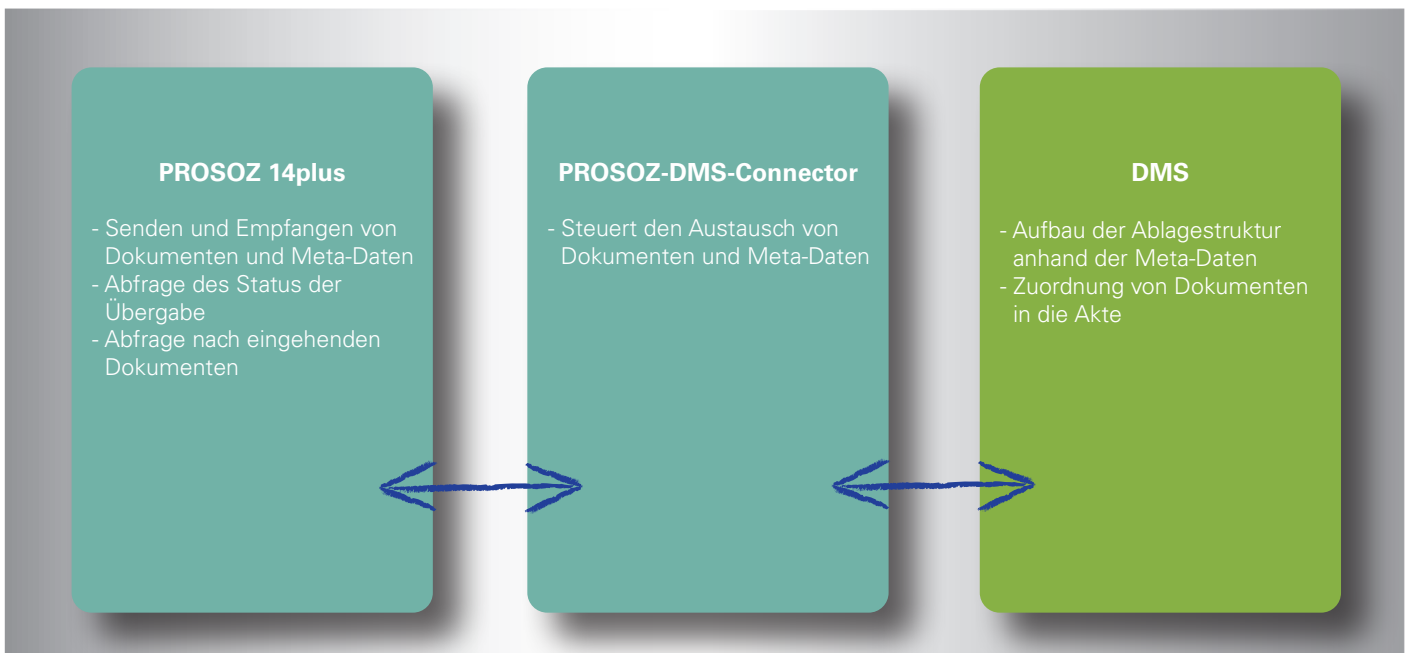 PROSOZ 14plus
- Senden und Empfangen von
Dokumenten und Meta-Daten
- Abfrage des Status der
Übergabe
- Abfrage nach eingehenden
Dokumenten
PROSOZ-DMS-Connector
- Steuert den Austausch von
Dokumenten und Meta-Daten
DMS
- Aufbau der Ablagestruktur
anhand der Meta-Daten
- Zuordnung von Dokumenten
in die Akte